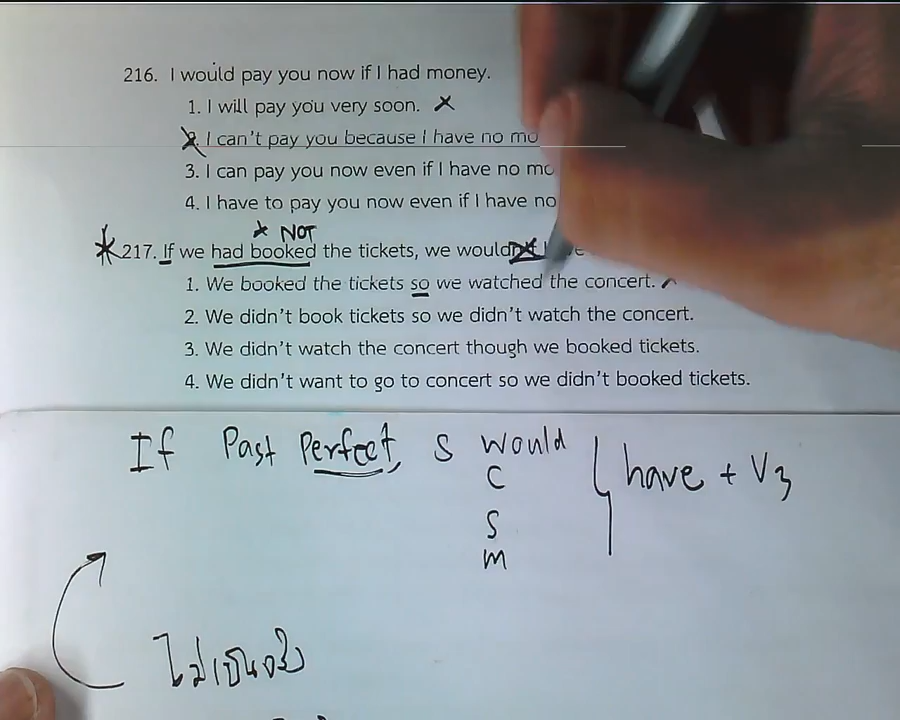 216. I would pay you now if I had money.
1. I will pay you very soon. ×
2. I can't pay you because I have no mo
3. I can pay you now even if I have no mo
4. I have to pay you now even if I have no
* NOT
*217. If we had booked the tickets, we would
1. We booked the tickets so we watched the concert.
2. We didn't book tickets so we didn't watch the concert.
3. We didn't watch the concert though we booked tickets.
4. We didn't want to go to concert so we didn't booked tickets.
If Past Perfect, S would have + V3
C
S
m
ไม่เป็นจริง